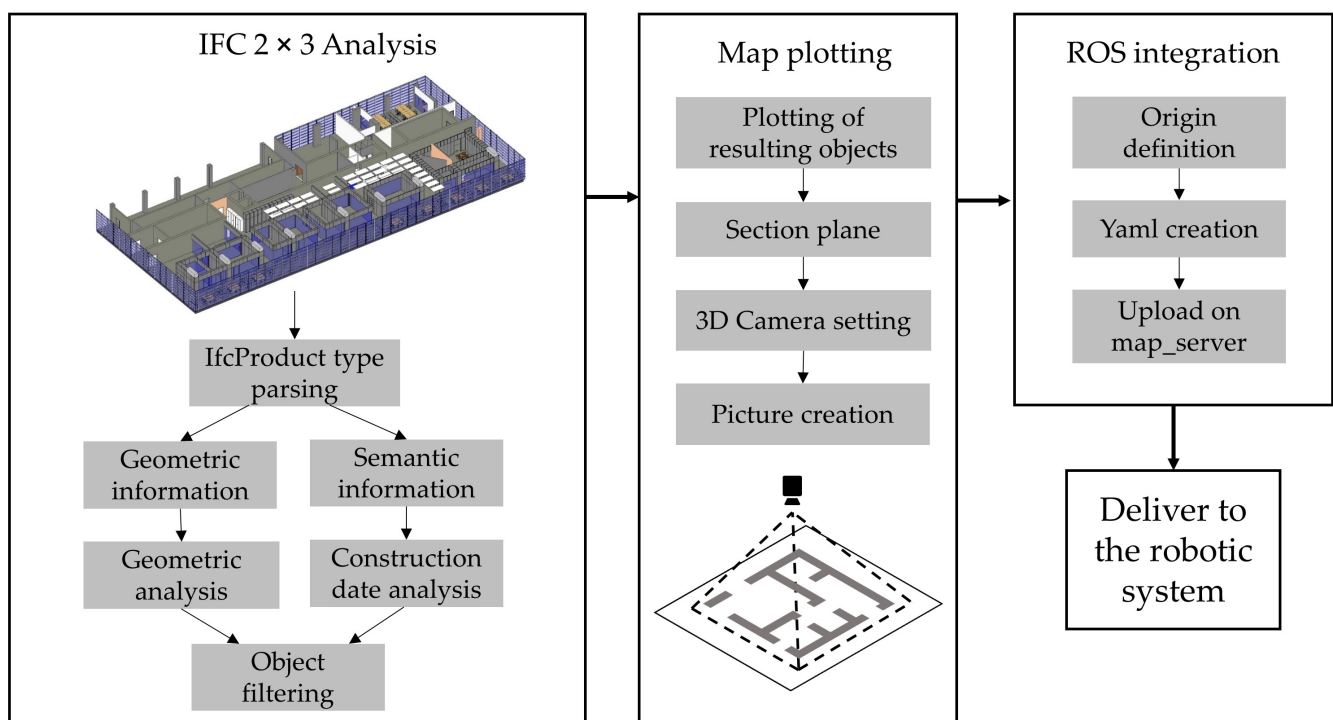 IFC 2 × 3 Analysis
IfcProduct type
parsing
Geometric
information
Semantic
information
Geometric
analysis
Construction
date analysis
Object
filtering
Map plotting
Plotting of
resulting objects
Section plane
3D Camera setting
Picture creation
ROS integration
Origin
definition
Yaml creation
Upload on
map_server
Deliver to
the robotic
system